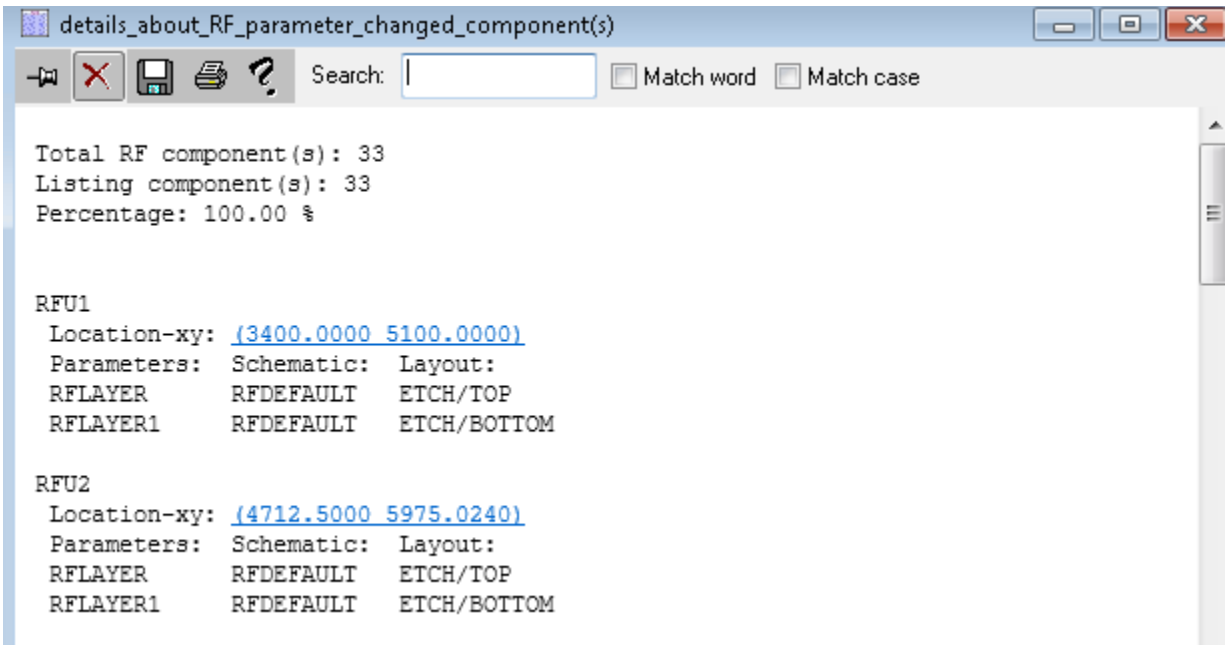 details_about_RF_parameter_changed_component(s)
Search: Match word Match case
Total RF component(s): 33
Listing component(s): 33
Percentage: 100.00 %
RFU1
Location-xy: (3400.0000 5100.0000)
Parameters: Schematic: Layout:
RFLAYER RFDEFAULT ETCH/TOP
RFLAYER1 RFDEFAULT ETCH/BOTTOM
RFU2
Location-xy: (4712.5000 5975.0240)
Parameters: Schematic: Layout:
RFLAYER RFDEFAULT ETCH/TOP
RFLAYER1 RFDEFAULT ETCH/BOTTOM